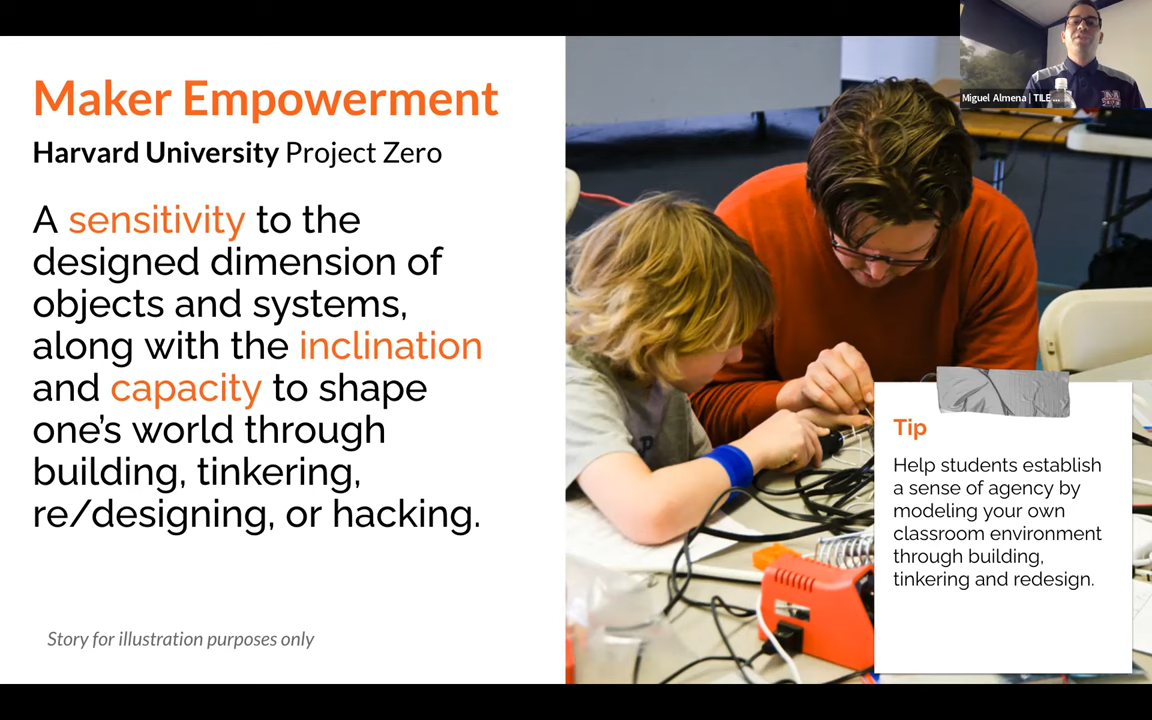 Maker Empowerment
Harvard University Project Zero
A sensitivity to the
designed dimension of
objects and systems,
along with the inclination
and capacity to shape
one's world through
building, tinkering,
re/designing, or hacking.
Story for illustration purposes only
Miguel Almena | TILE ...
Tip
Help students establish
a sense of agency by
modeling your own
classroom environment
through building,
tinkering and redesign.